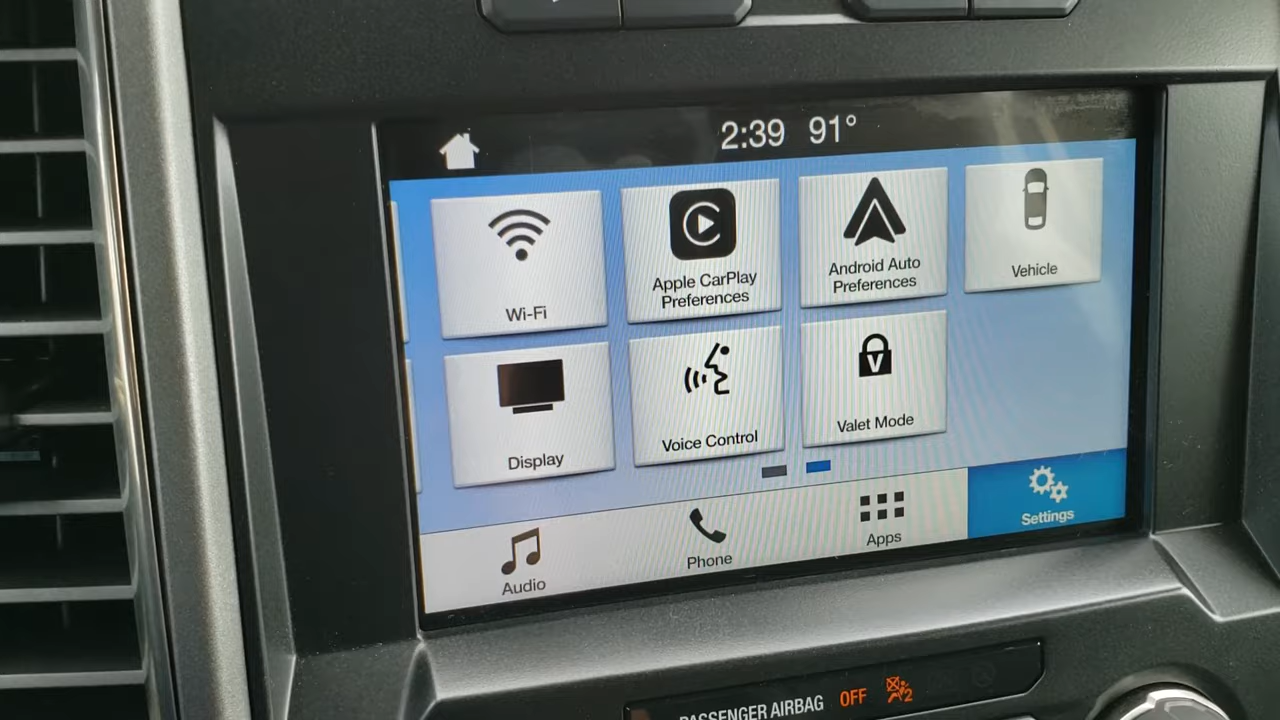 2:39 91°
Wi-Fi
Apple CarPlay
Preferences
Android Auto
Preferences
Vehicle
Display
Voice Control
V
Valet Mode
Audio
Phone
Apps
Settings
PASSENGER AIRBAG OFF 2